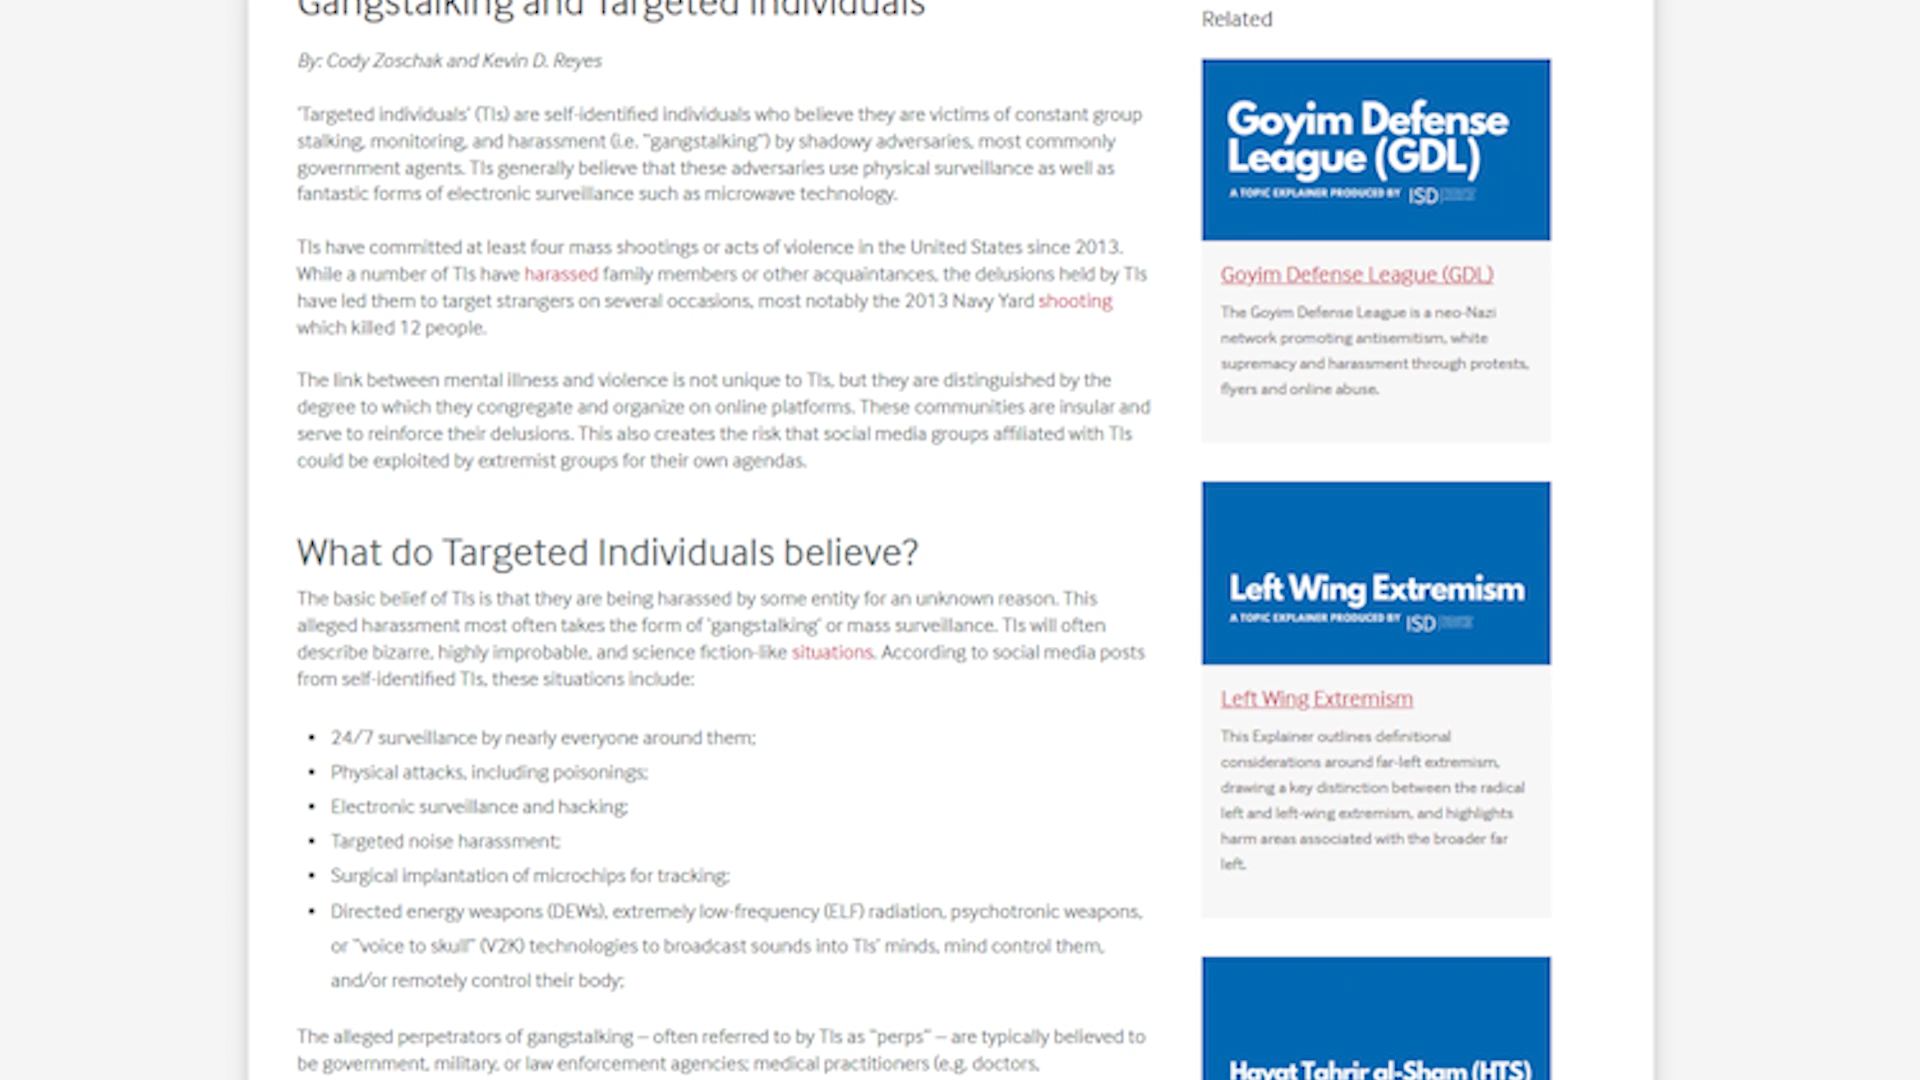 Gangstalking and Targeted Individuals
By: Cody Zoschak and Kevin D. Reyes
‘Targeted individuals’ (TIs) are self-identified individuals who believe they are victims of constant group
stalking, monitoring, and harassment (i.e. “gangstalking”) by shadowy adversaries, most commonly
government agents. TIs generally believe that these adversaries use physical surveillance as well as
fantastic forms of electronic surveillance such as microwave technology.
TIs have committed at least four mass shootings or acts of violence in the United States since 2013.
While a number of TIs have harassed family members or other acquaintances, the delusions held by TIs
have led them to target strangers on several occasions, most notably the 2013 Navy Yard shooting
which killed 12 people.
The link between mental illness and violence is not unique to TIs, but they are distinguished by the
degree to which they congregate and organize on online platforms. These communities are insular and
serve to reinforce their delusions. This also creates the risk that social media groups affiliated with TIs
could be exploited by extremist groups for their own agendas.
What do Targeted Individuals believe?
The basic belief of TIs is that they are being harassed by some entity for an unknown reason. This
alleged harassment most often takes the form of ‘gangstalking’ or mass surveillance. TIs will often
describe bizarre, highly improbable, and science fiction-like situations. According to social media posts
from self-identified TIs, these situations include:
• 24/7 surveillance by nearly everyone around them;
• Physical attacks, including poisonings;
• Electronic surveillance and hacking;
• Targeted noise harassment;
• Surgical implantation of microchips for tracking;
• Directed energy weapons (DEWs), extremely low-frequency (ELF) radiation, psychotronic weapons,
or “voice to skull” (V2K) technologies to broadcast sounds into TIs’ minds, mind control them,
and/or remotely control their body;
The alleged perpetrators of gangstalking – often referred to by TIs as “perps” – are typically believed to
be government, military, or law enforcement agencies; medical practitioners (e.g. doctors,
Related
Goyim Defense
League (GDL)
A TOPIC EXPLAINER PRODUCED BY ISD
Goyim Defense League (GDL)
The Goyim Defense League is a neo-Nazi
network promoting antisemitism, white
supremacy and harassment through protests,
flyers and online abuse.
Left Wing Extremism
A TOPIC EXPLAINER PRODUCED BY ISD
Left Wing Extremism
This Explainer outlines definitional
considerations around far-left extremism,
drawing a key distinction between the radical
left and left-wing extremism, and highlights
harm areas associated with the broader far
left.
Hayat Tahrir al-Sham (HTS)